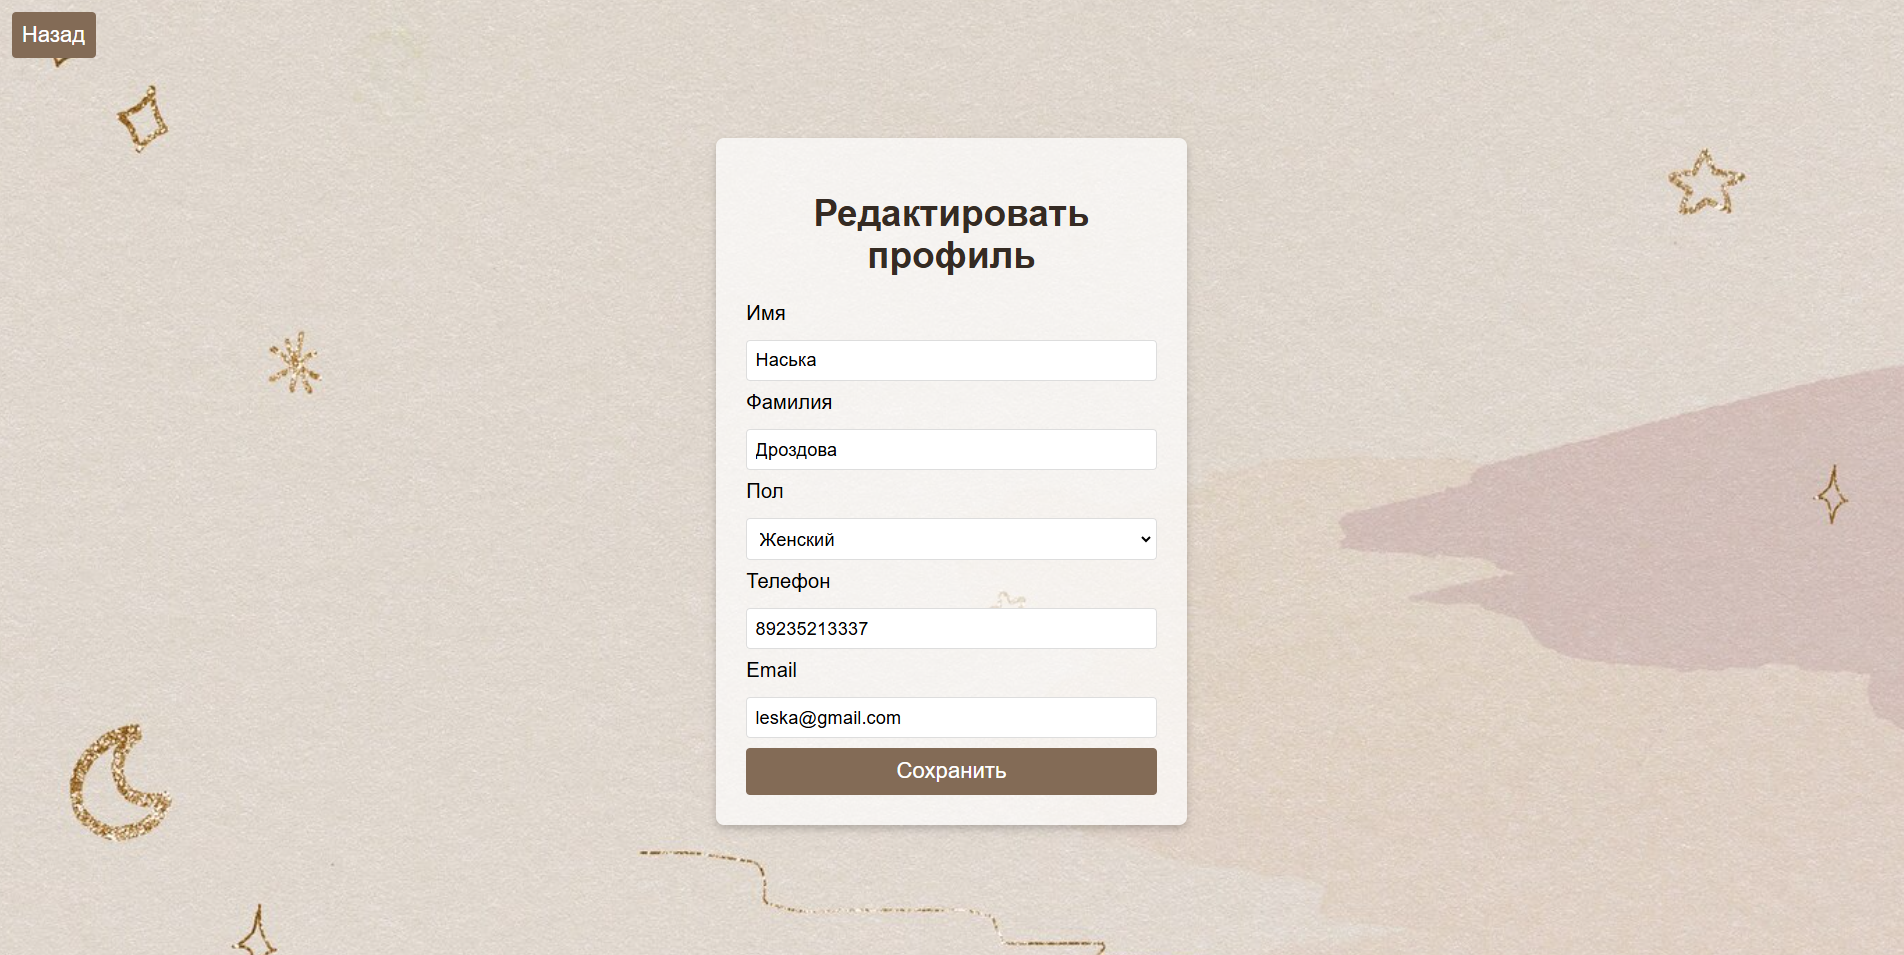 Назад
Редактировать
профиль
Имя
Наська
Фамилия
Дроздова
Пол
Женский
Телефон
89235213337
Email
leska@gmail.com
Сохранить